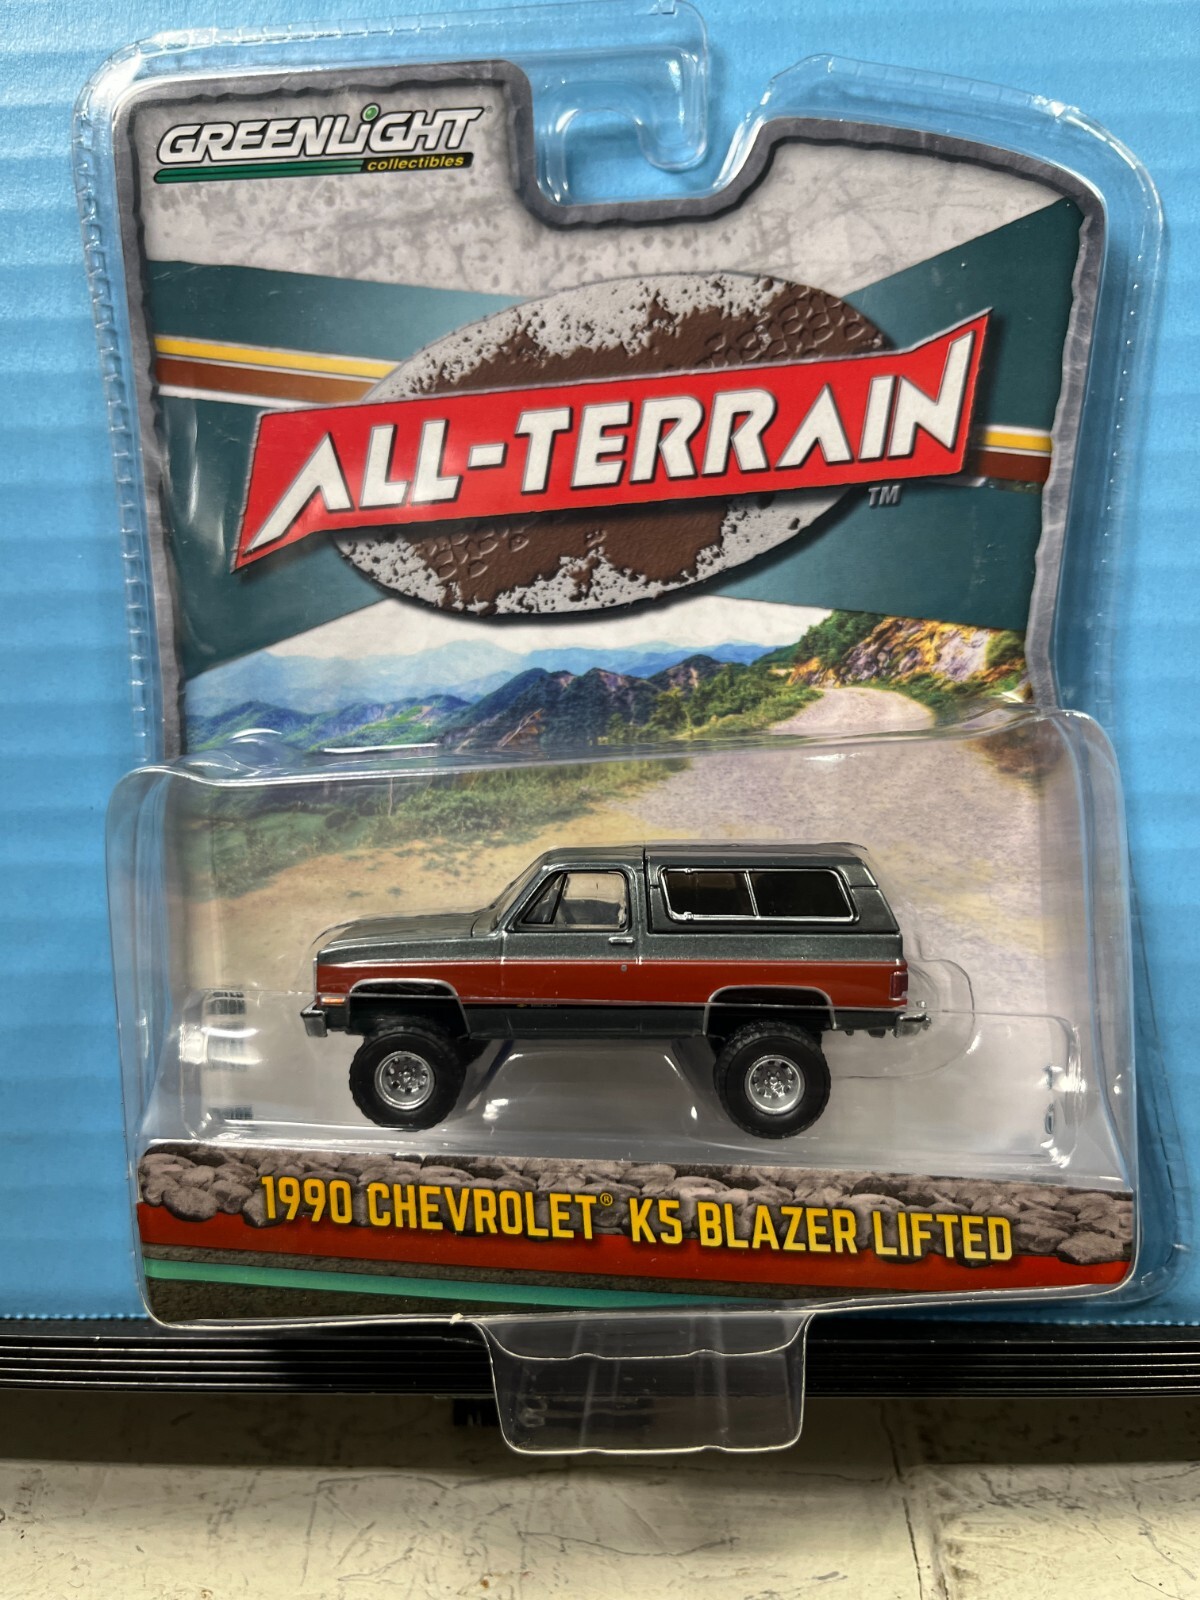 GREENLiGHT
collectibles
ALL-TERRAIN
TM
1990 CHEVROLET® K5 BLAZER LIFTED